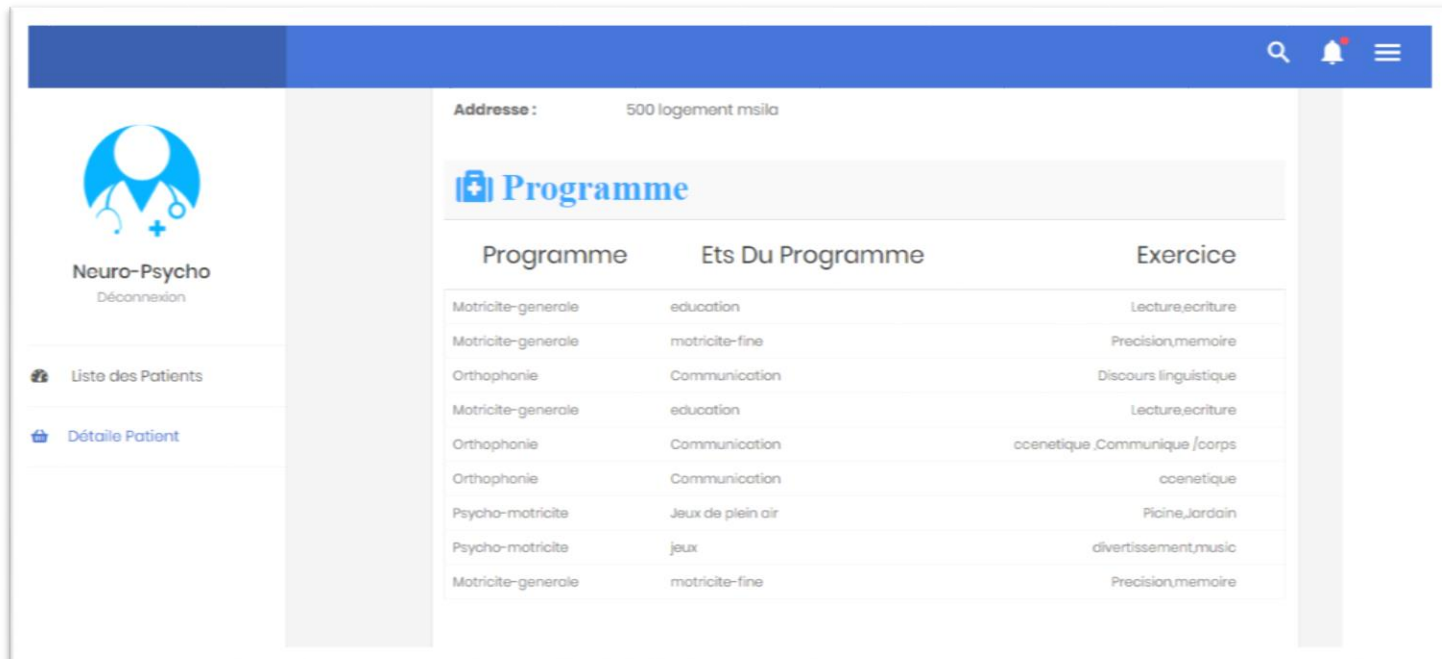 Addresse : 500 logement msila
Programme
Programme Ets Du Programme Exercice
Motricite-generale education Lecture,ecriture
Motricite-generale motricite-fine Precision,memoire
Orthophonie Communication Discours linguistique
Motricite-generale education Lecture,ecriture
Orthophonie Communication ccenetique ,Communique /corps
Orthophonie Communication ccenetique
Psycho-motricite Jeux de plein air Picine,Jardain
Psycho-motricite jeux divertissement,music
Motricite-generale motricite-fine Precision,memoire
Neuro-Psycho
Déconnexion
Liste des Patients
Détaile Patient